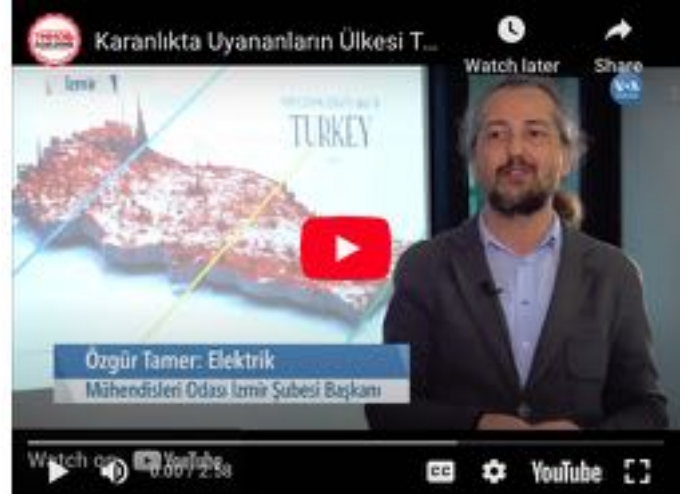 Karanlıkta Uyananların Ülkesi T...
Watch later
Share
VOA
İzmir
TURKEY
Özgür Tamer: Elektrik
Mühendisleri Odası İzmir Şubesi Başkanı
Watch on YouTube
0:00 / 2:58
CC
YouTube